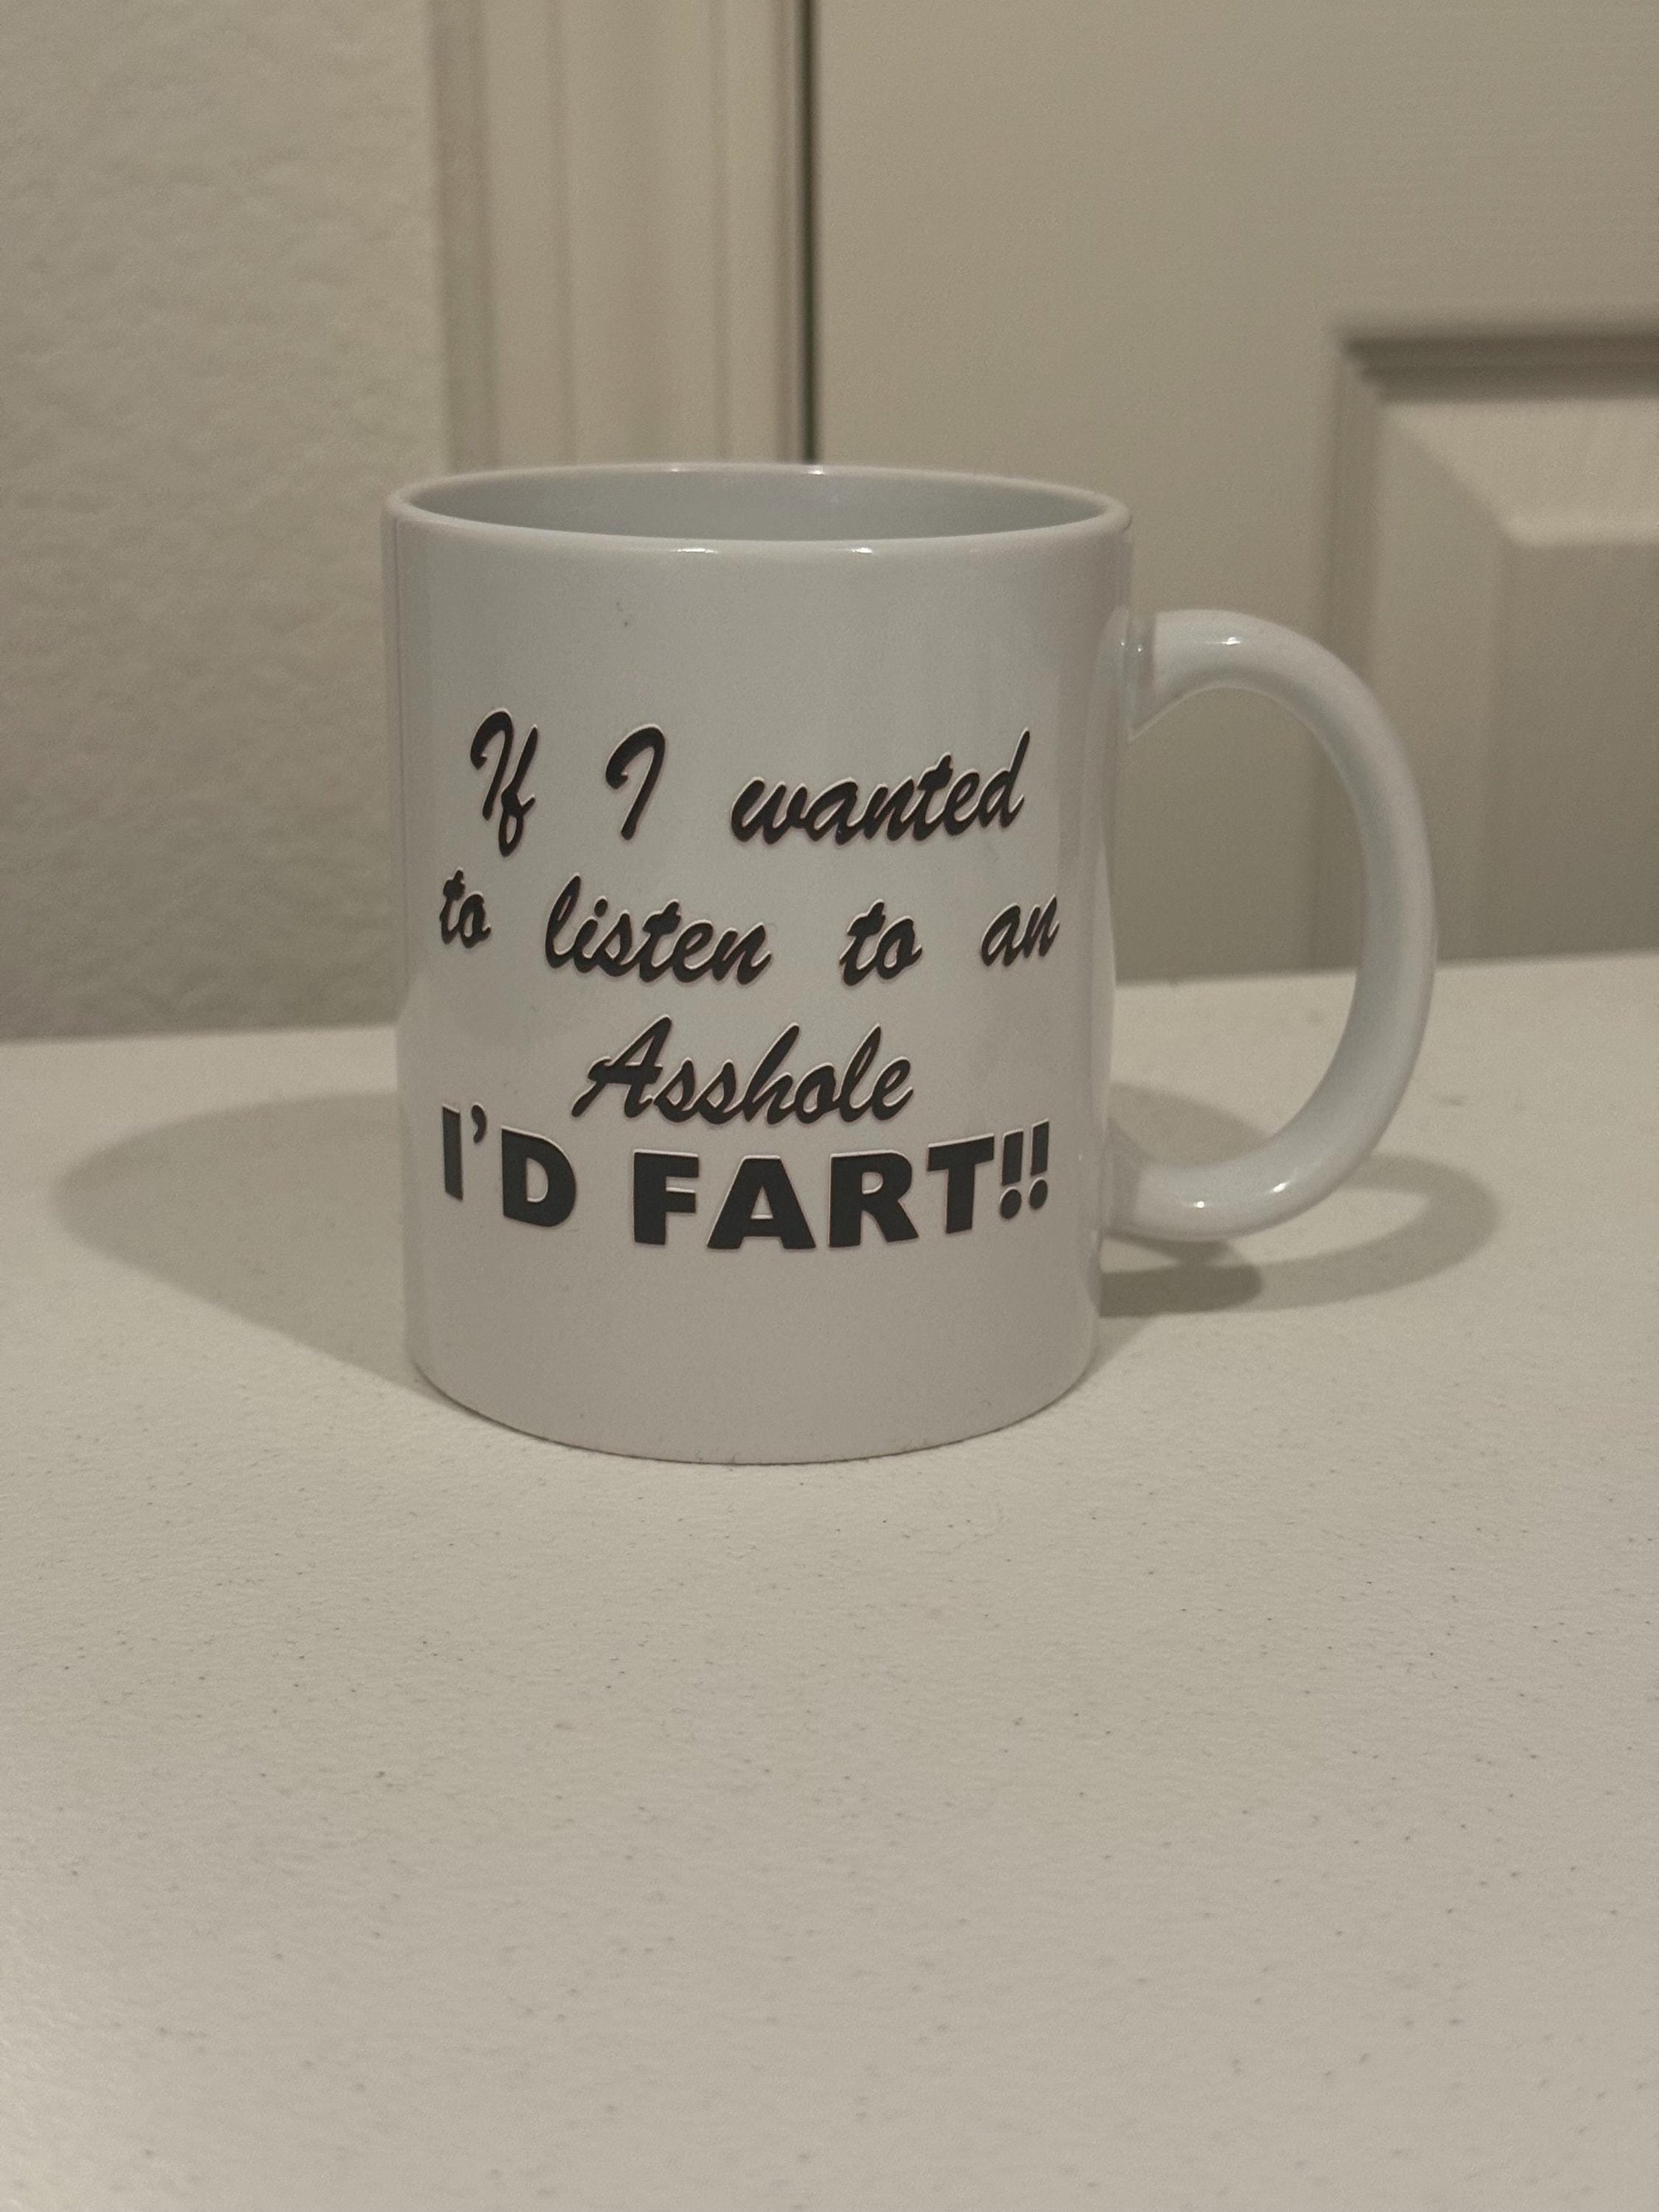 If I wanted
to listen to an
Asshole
I'D FART!!